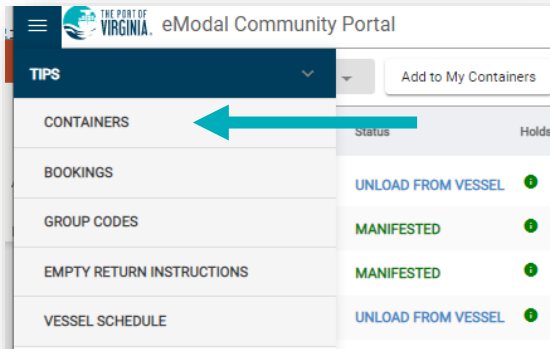 THE PORT OF
VIRGINIA. eModal Community Portal
TIPS
Add to My Containers
CONTAINERS
Status Holds
BOOKINGS
UNLOAD FROM VESSEL
GROUP CODES
MANIFESTED
EMPTY RETURN INSTRUCTIONS
MANIFESTED
VESSEL SCHEDULE
UNLOAD FROM VESSEL